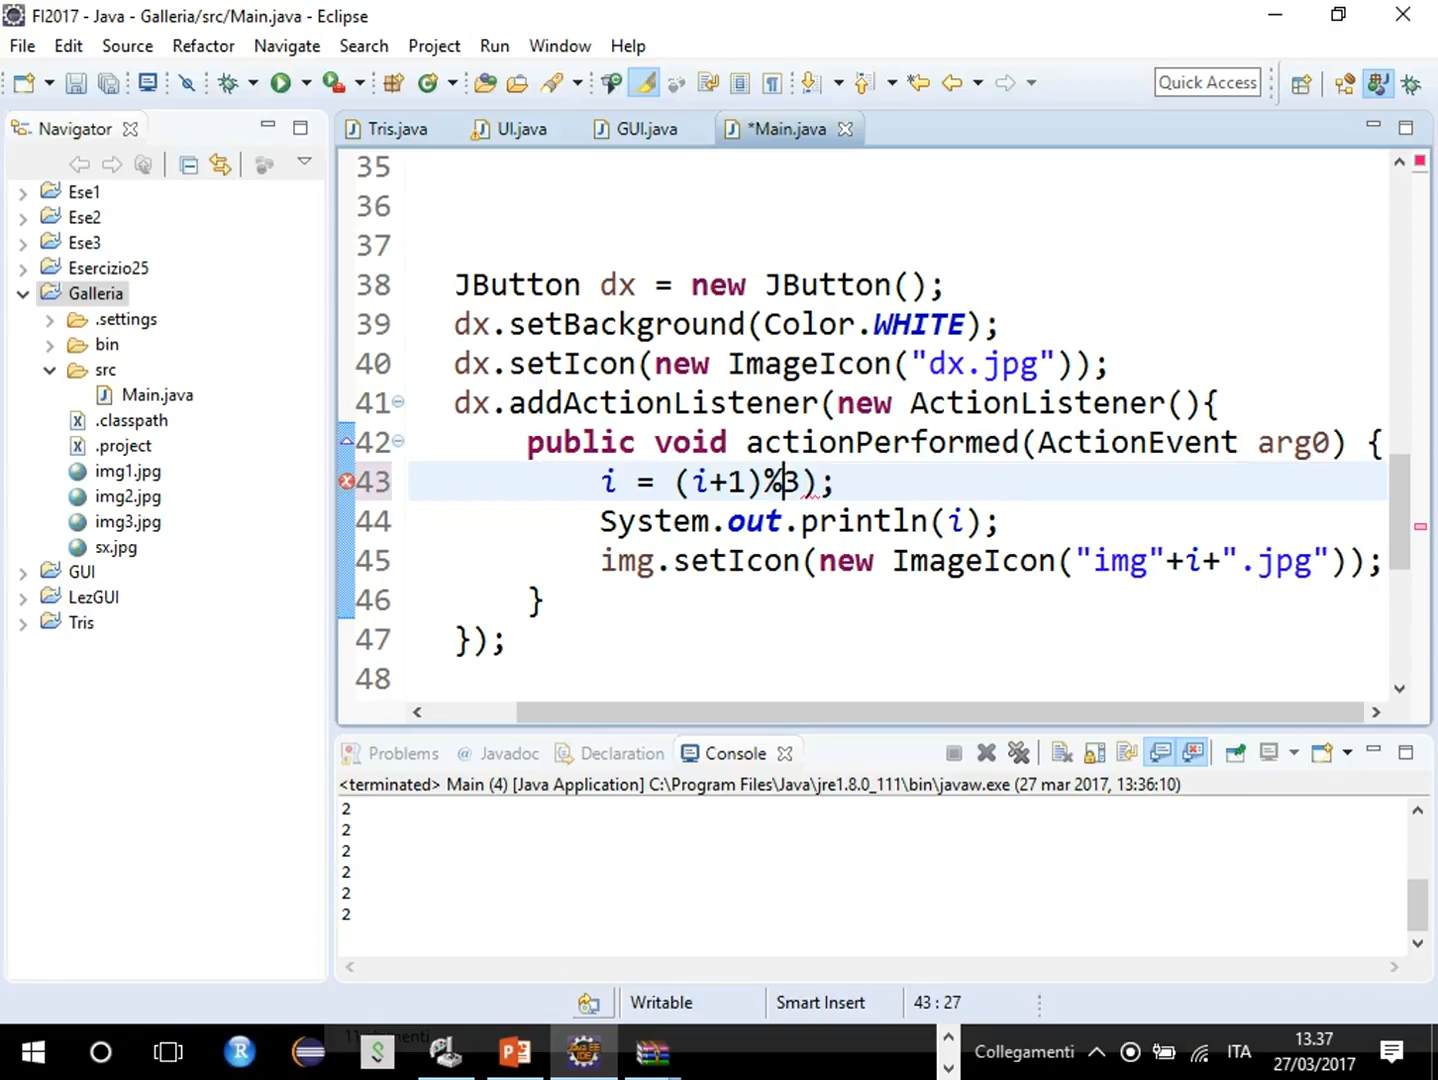 FI2017 - Java - Galleria/src/Main.java - Eclipse
File Edit Source Refactor Navigate Search Project Run Window Help
Quick Access
Navigator
Tris.java UI.java GUI.java *Main.java
Ese1
Ese2
Ese3
Esercizio25
Galleria
.settings
bin
src
Main.java
.classpath
.project
img1.jpg
img2.jpg
img3.jpg
sx.jpg
GUI
LezGUI
Tris
35
36
37
38 JButton dx = new JButton();
39 dx.setBackground(Color.WHITE);
40 dx.setIcon(new ImageIcon("dx.jpg"));
41 dx.addActionListener(new ActionListener(){
42 public void actionPerformed(ActionEvent arg0) {
43 i = (i+1)%3);
44 System.out.println(i);
45 img.setIcon(new ImageIcon("img"+i+".jpg"));
46 }
47 });
48
Problems @ Javadoc Declaration Console
<terminated> Main (4) [Java Application] C:\Program Files\Java\jre1.8.0_111\bin\javaw.exe (27 mar 2017, 13:36:10)
2
2
2
2
2
2
Writable Smart Insert 43 : 27
Collegamenti ITA 13.37
27/03/2017